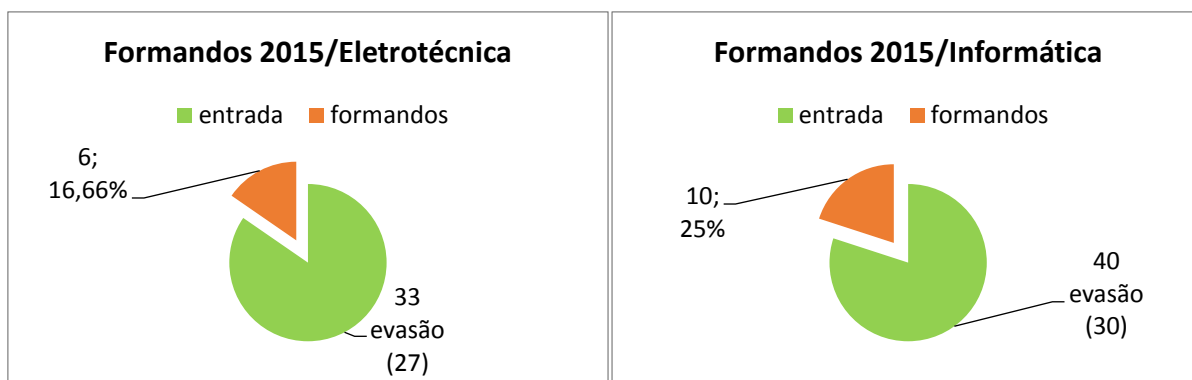 Formandos 2015/Eletrotécnica
entrada formandos
6;
16,66%
33
evasão
(27)
Formandos 2015/Informática
entrada formandos
10;
25%
40
evasão
(30)